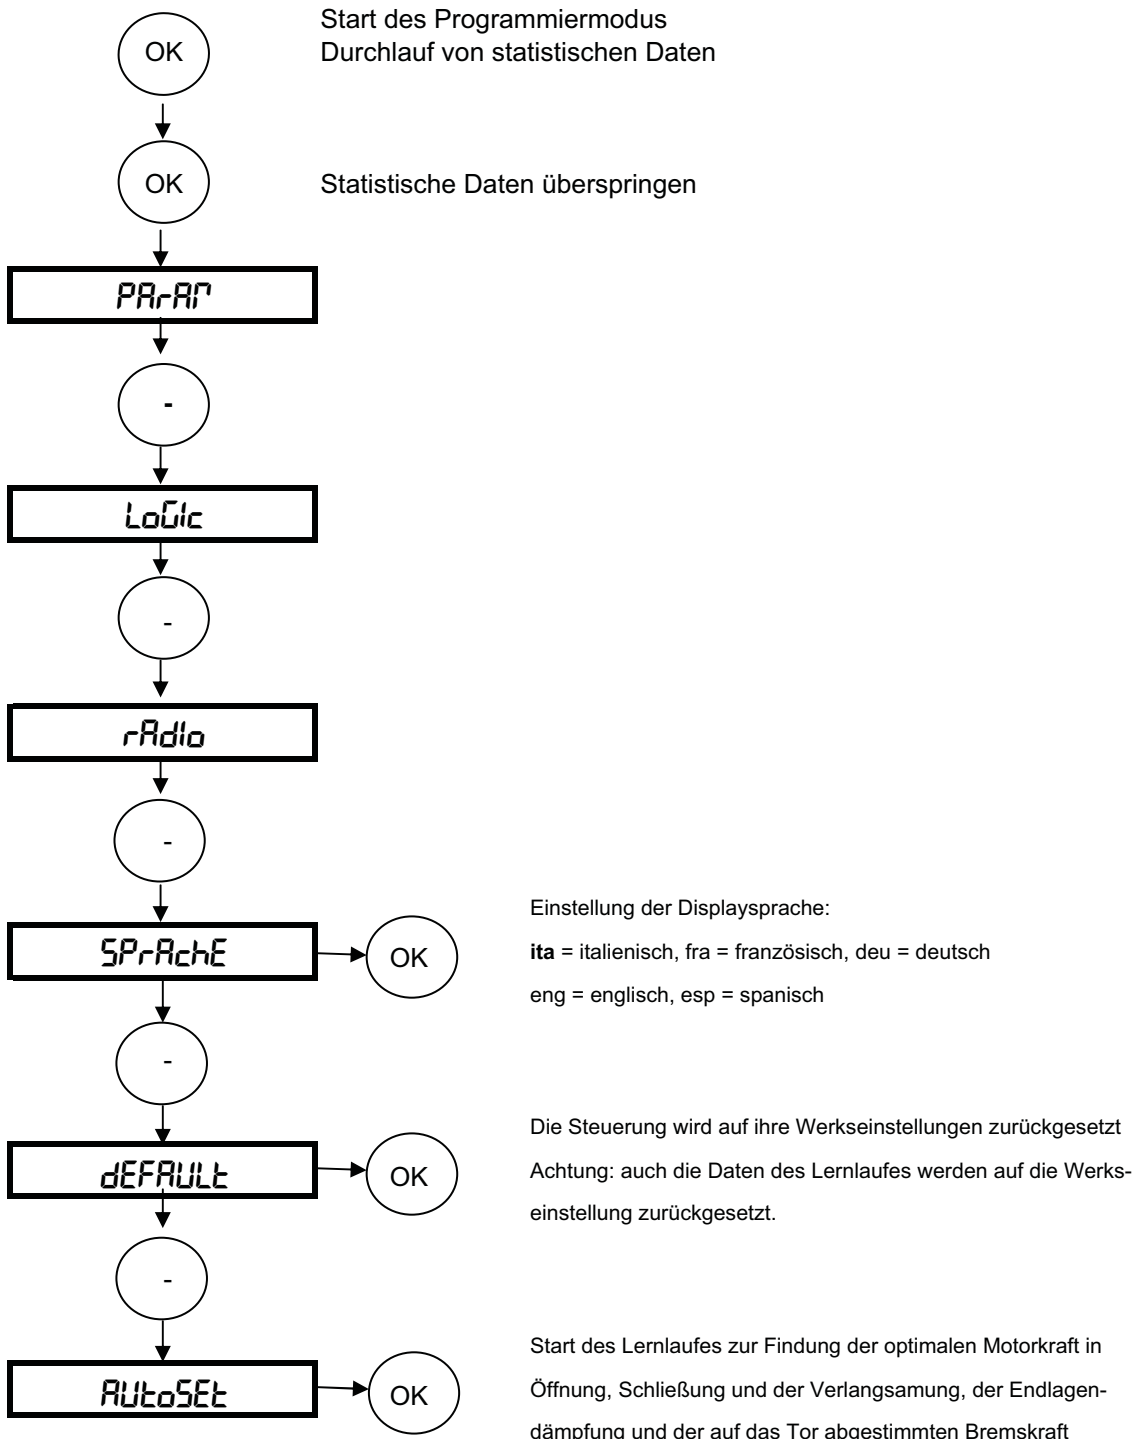 Start des Programmiermodus
OK
Durchlauf von statistischen Daten
OK
Statistische Daten überspringen
PArAM
-
LoGIc
-
rAdIo
-
Einstellung der Displaysprache:
SPrAchE
OK
ita = italienisch, fra = französisch, deu = deutsch
eng = englisch, esp = spanisch
-
Die Steuerung wird auf ihre Werkseinstellungen zurückgesetzt
dEFAULt
OK
Achtung: auch die Daten des Lernlaufes werden auf die Werks-
einstellung zurückgesetzt.
-
Start des Lernlaufes zur Findung der optimalen Motorkraft in
AUtoSEt
OK
Öffnung, Schließung und der Verlangsamung, der Endlagen-
dämpfung und der auf das Tor abgestimmten Bremskraft